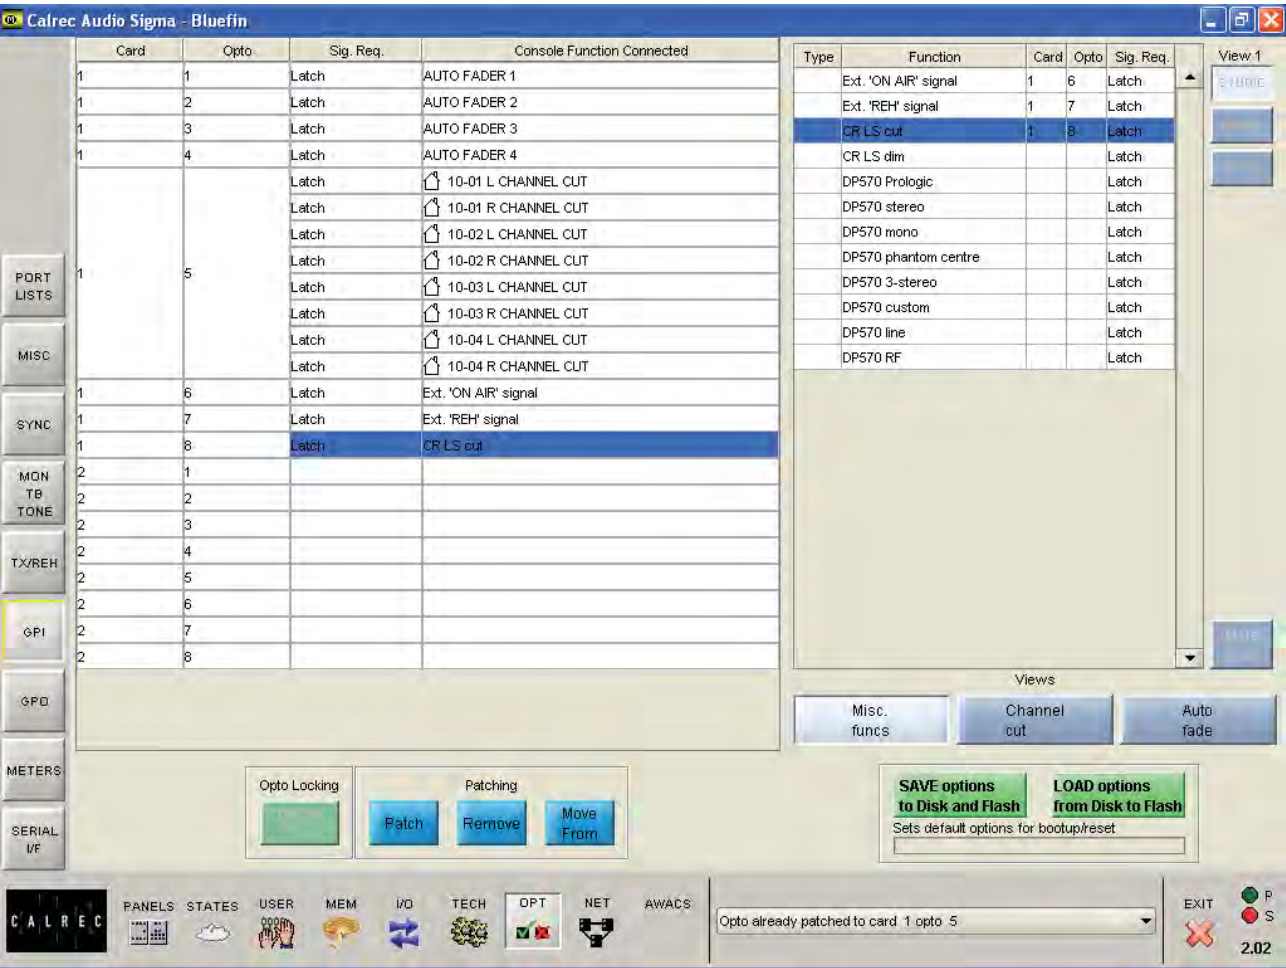 Calrec Audio Sigma - Bluefin
Card Opto Sig. Req. Console Function Connected
1 1 Latch AUTO FADER 1
1 2 Latch AUTO FADER 2
1 3 Latch AUTO FADER 3
1 4 Latch AUTO FADER 4
1 5
Latch 10-01 L CHANNEL CUT
Latch 10-01 R CHANNEL CUT
Latch 10-02 L CHANNEL CUT
Latch 10-02 R CHANNEL CUT
Latch 10-03 L CHANNEL CUT
Latch 10-03 R CHANNEL CUT
Latch 10-04 L CHANNEL CUT
Latch 10-04 R CHANNEL CUT
1 6 Latch Ext. 'ON AIR' signal
1 7 Latch Ext. 'REH' signal
1 8 Latch CR LS cut
2 1
2 2
2 3
2 4
2 5
2 6
2 7
2 8
Type Function Card Opto Sig. Req.
Ext. 'ON AIR' signal 1 6 Latch
Ext. 'REH' signal 1 7 Latch
CR LS cut 1 8 Latch
CR LS dim Latch
DP570 Prologic Latch
DP570 stereo Latch
DP570 mono Latch
DP570 phantom centre Latch
DP570 3-stereo Latch
DP570 custom Latch
DP570 line Latch
DP570 RF Latch
View 1
PORT
LISTS
MISC
SYNC
MON
TB
TONE
TX/REH
GPI
GPO
METERS
SERIAL
I/F
Views
Misc.
funcs
Channel
cut
Auto
fade
Opto Locking
Patching
Patch
Remove
Move
From
SAVE options
to Disk and Flash
LOAD options
from Disk to Flash
Sets default options for bootup/reset
CALREC
PANELS STATES USER MEM I/O TECH OPT NET AWACS
Opto already patched to card 1 opto 5
EXIT
P
S
2.02